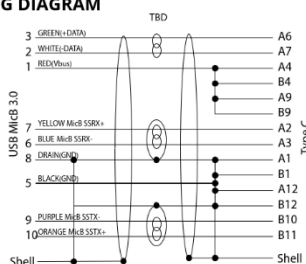 G DIAGRAM
TBD
3 GREEN(+DATA) A6
2 WHITE(-DATA) A7
1 RED(Vbus) A4
B4
A9
B9
7 YELLOW MicB SSRX+ A2
6 BLUE MicB SSRX- A3
8 DRAIN(GND) A1
B1
5 BLACK(GND) A12
B12
9 PURPLE MicB SSTX- B10
10 ORANGE MicB SSTX+ B11
Shell Shell
USB MicB 3.0
Type C